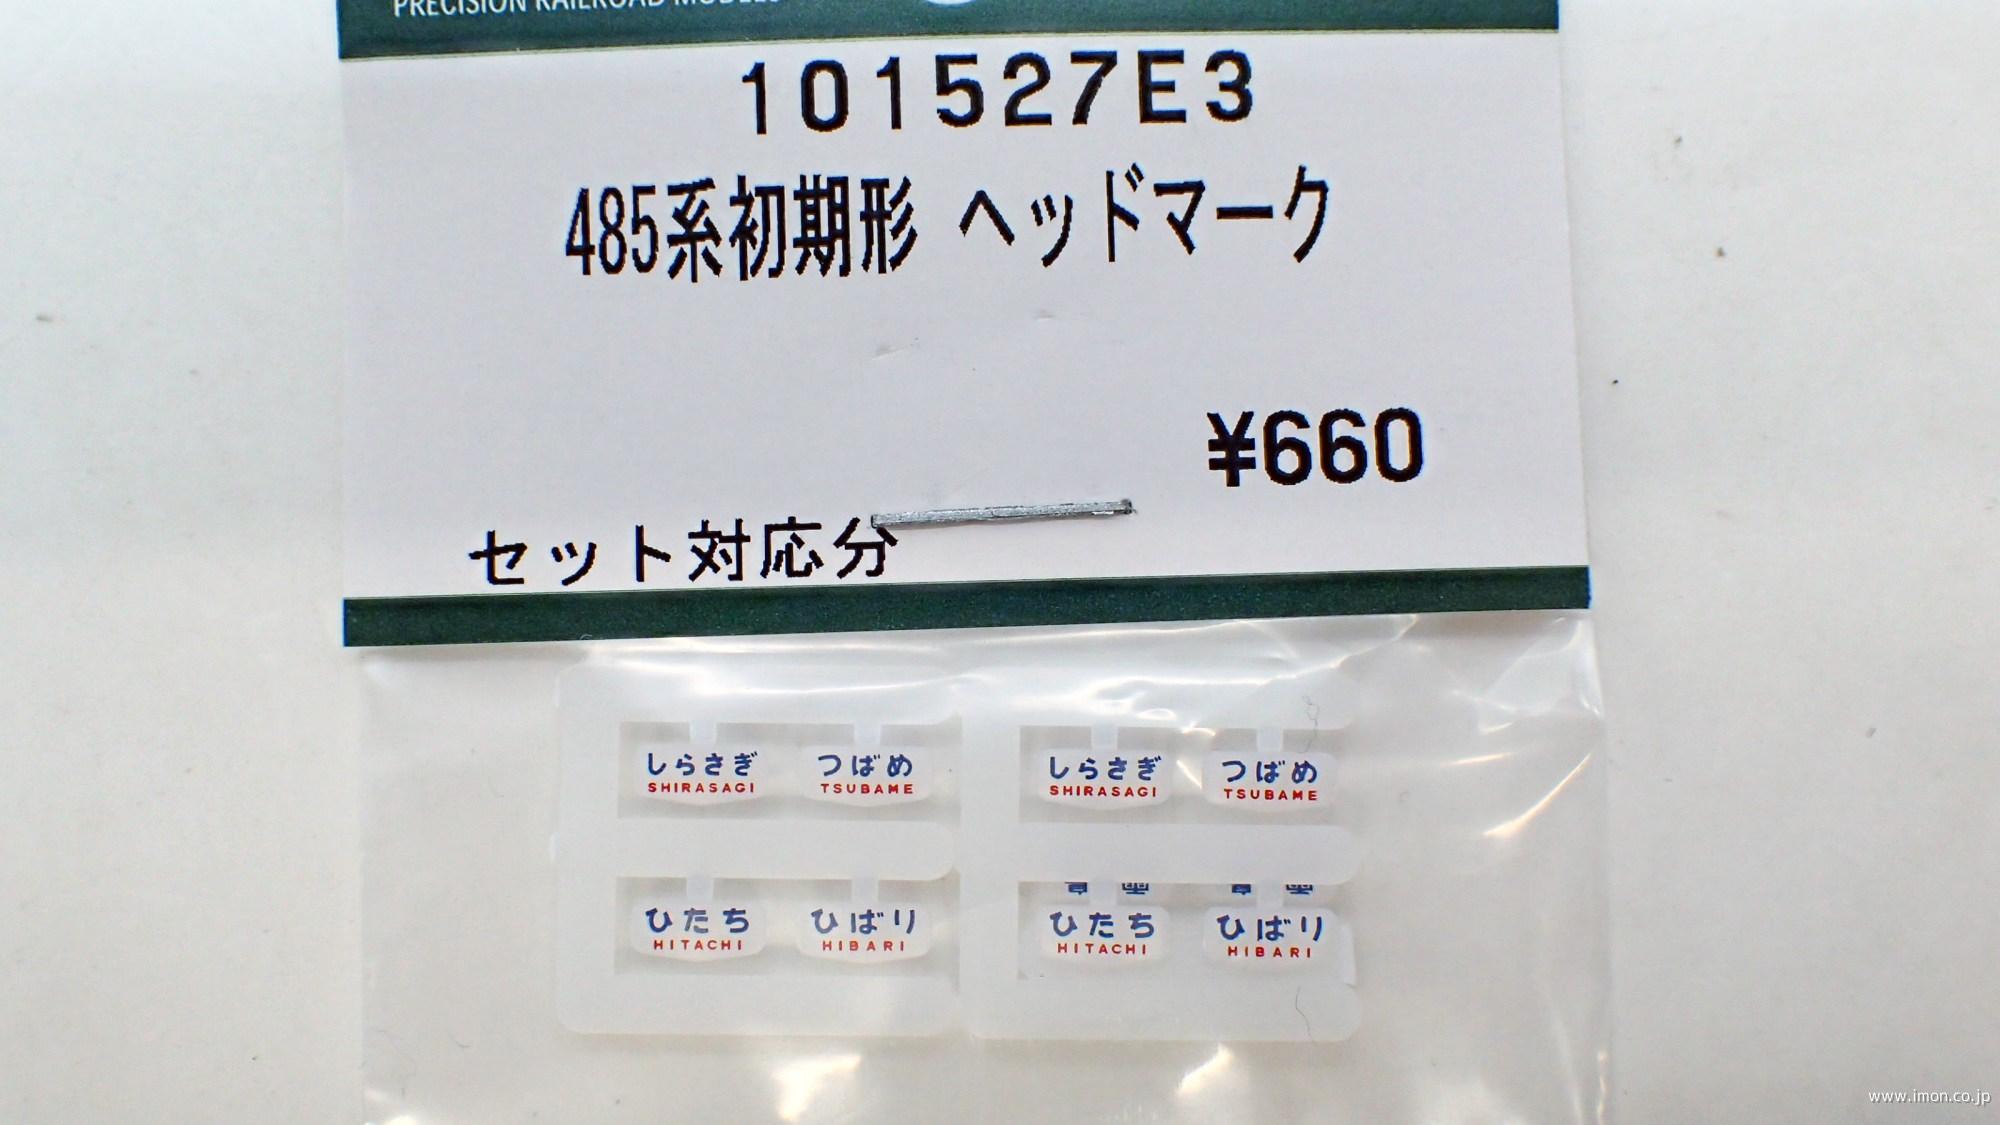 PRECISION RAILROAD MODELS
101527E3
485系初期形 ヘッドマーク
¥660
セット対応分
しらさぎ つばめ しらさぎ つばめ
SHIRASAGI TSUBAME SHIRASAGI TSUBAME
ひたち ひばり ひたち ひばり
HITACHI HIBARI HITACHI HIBARI
www.imon.co.jp